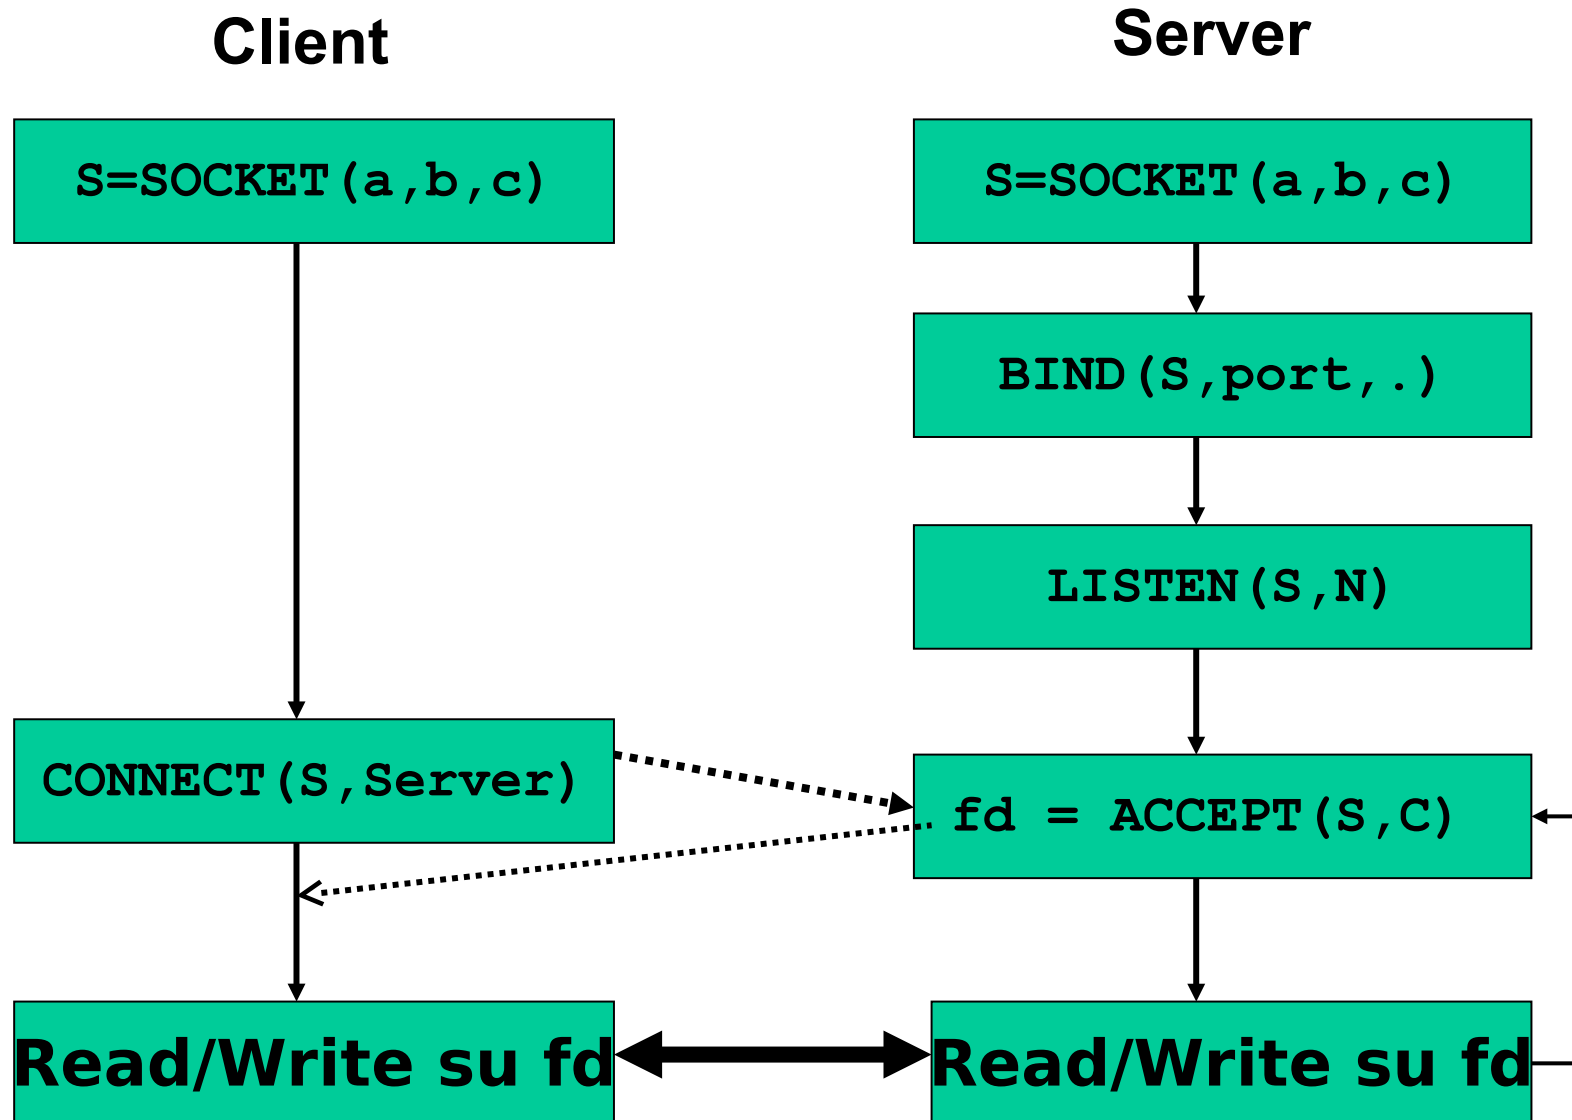 Client
Server
S=SOCKET(a,b,c)
S=SOCKET(a,b,c)
BIND(S,port,.)
LISTEN(S,N)
CONNECT(S,Server)
fd = ACCEPT(S,C)
Read/Write su fd
Read/Write su fd